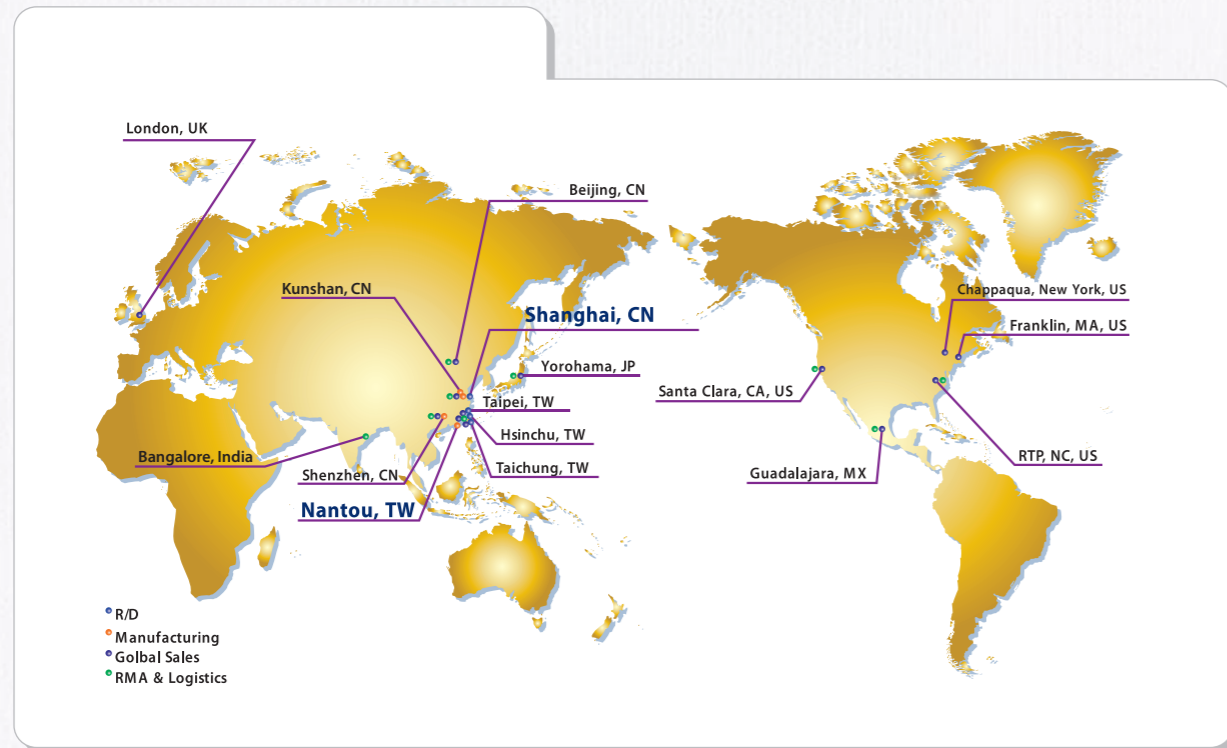 London, UK
Beijing, CN
Kunshan, CN
Shanghai, CN
Chappaqua, New York, US
Franklin, MA, US
Yorohama, JP
Santa Clara, CA, US
Taipei, TW
Hsinchu, TW
Bangalore, India
Shenzhen, CN
Taichung, TW
Guadalajara, MX
RTP, NC, US
Nantou, TW
R/D
Manufacturing
Golbal Sales
RMA & Logistics